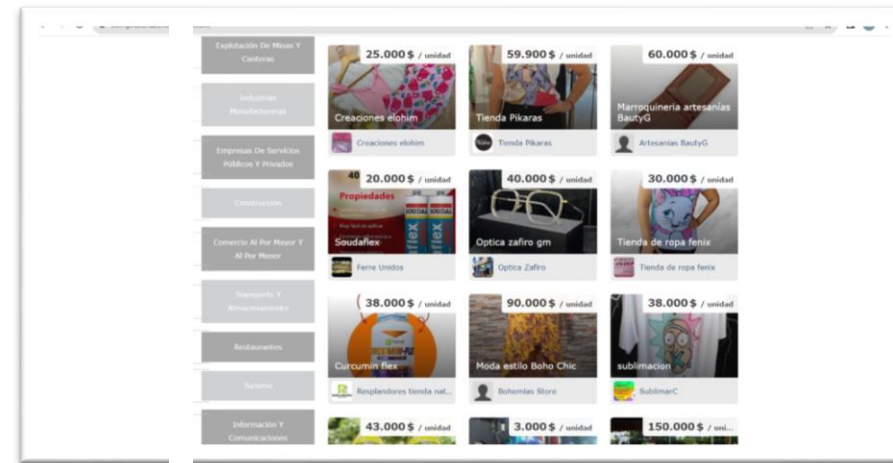 Explotación De Minas Y
Canteras
Industrias
Manufactureras
Empresas De Servicios
Públicos Y Privados
Construcción
Comercio Al Por Mayor Y
Al Por Menor
Transporte Y
Almacenamiento
Restaurantes
Turismo
Información Y
Comunicaciones
25.000 $ / unidad
Creaciones elohim
Creaciones elohim
59.900 $ / unidad
Tienda Pikaras
Tienda Pikaras
60.000 $ / unidad
Marroquineria artesanías
BautyG
Artesanias BautyG
40
20.000 $ / unidad
Propiedades
SOUDAL
Soudaflex
Ferre Unidos
40.000 $ / unidad
Optica zafiro gm
Optica Zafiro
30.000 $ / unidad
Tienda de ropa fenix
Tienda de ropa fenix
38.000 $ / unidad
Curcumin flex
Resplandores tienda nat...
90.000 $ / unidad
Moda estilo Boho Chic
Bohemias Store
38.000 $ / unidad
sublimacion
SublimarC
43.000 $ / unidad
3.000 $ / unidad
150.000 $ / uni...